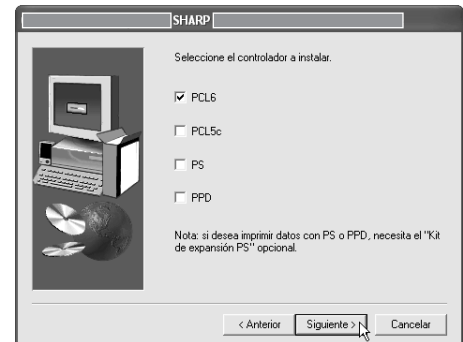 SHARP
Seleccione el controlador a instalar.
PCL6
PCL5c
PS
PPD
Nota: si desea imprimir datos con PS o PPD, necesita el "Kit
de expansión PS" opcional.
< Anterior
Siguiente >
Cancelar